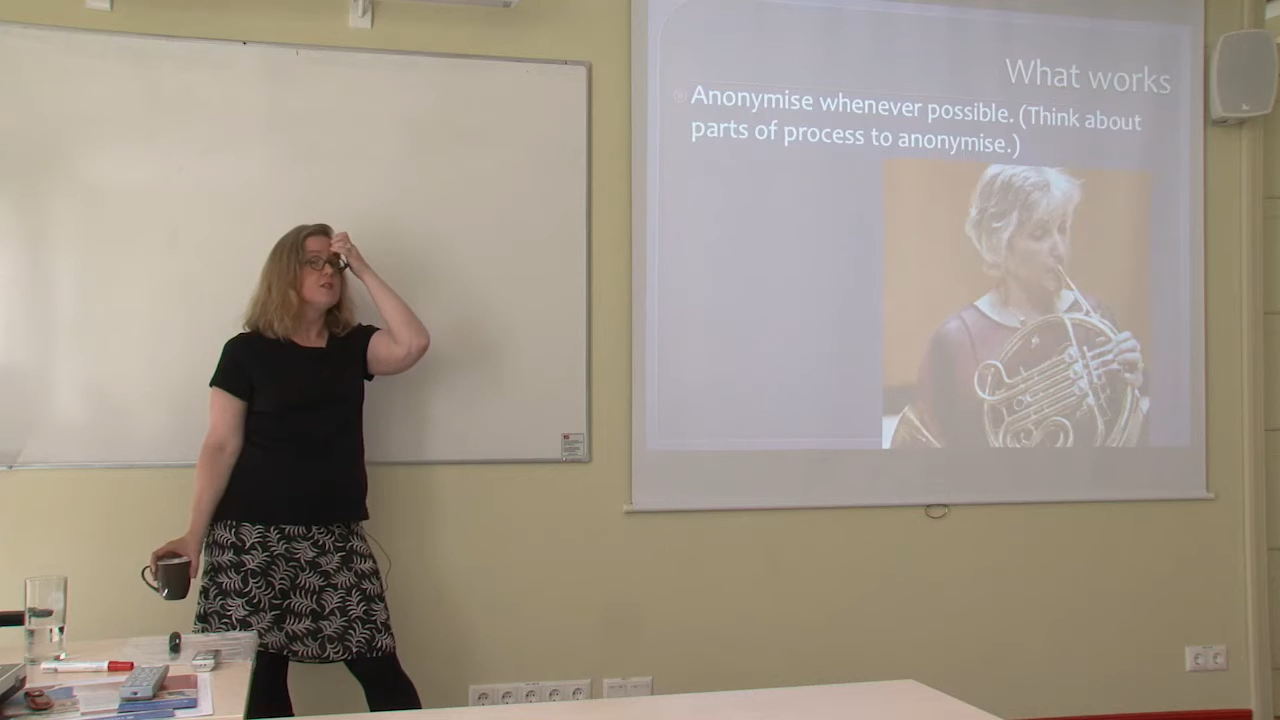 What works
Anonymise whenever possible. (Think about
parts of process to anonymise.)